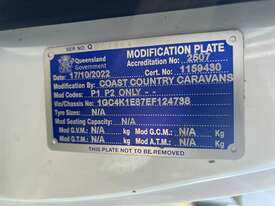 SER. NO. Q
Queensland Government
MODIFICATION PLATE
Accreditation No. 2507
Date: 17/10/2022 Cert. No.: 1159430
Modification By: COAST COUNTRY CARAVANS
Mod Codes: P1 P2 ONLY - -
Vin/Chassis No: 1GC4K1E87EF124738
Tyre Sizes: N/A
Mod Seating Capacity: N/A
Mod G.V.M.: N/A kg Mod G.C.M.: N/A Kg
Mod G.T.M.: N/A kg Mod A.T.M.: N/A Kg
THIS PLATE NOT TO BE REMOVED